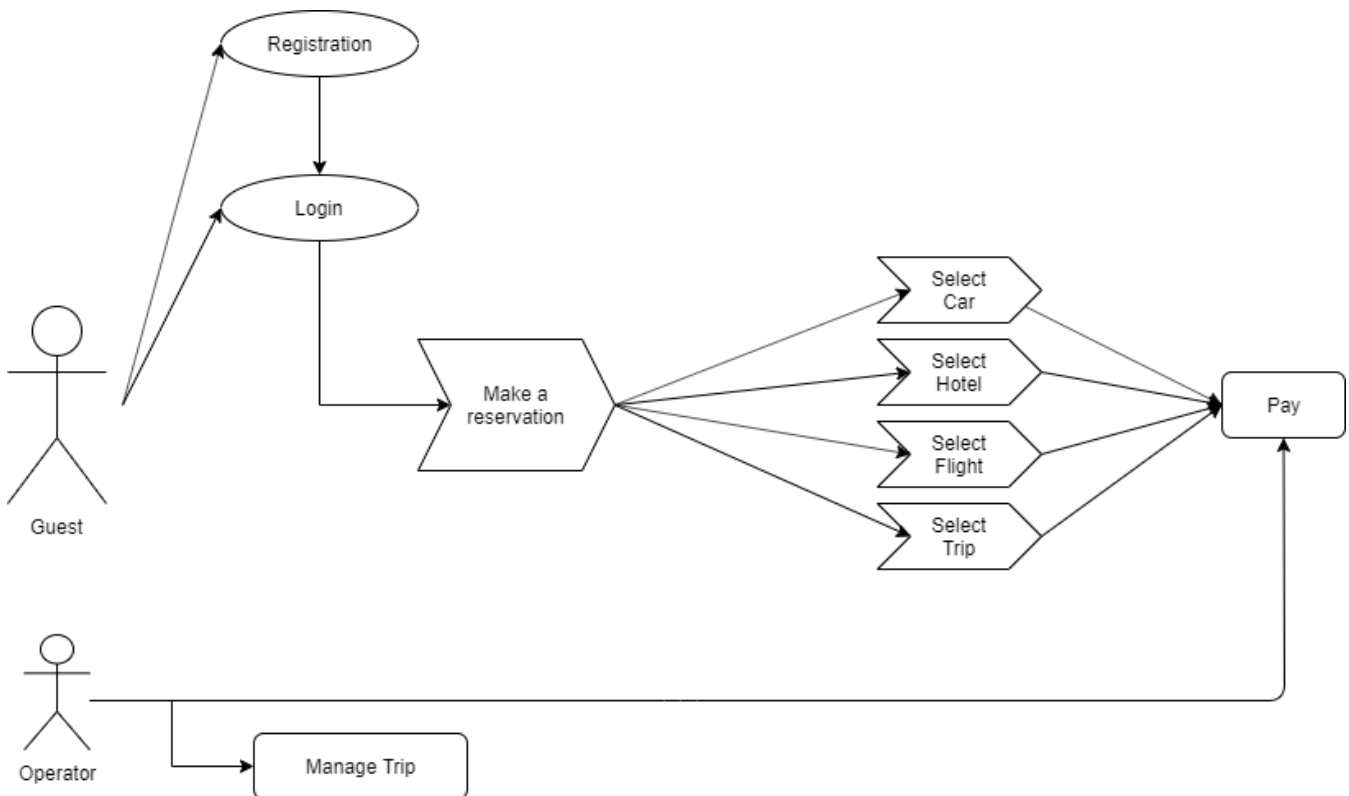 Registration
Login
Select
Car
Make a
reservation
Select
Hotel
Pay
Select
Flight
Select
Trip
Guest
Manage Trip
Operator